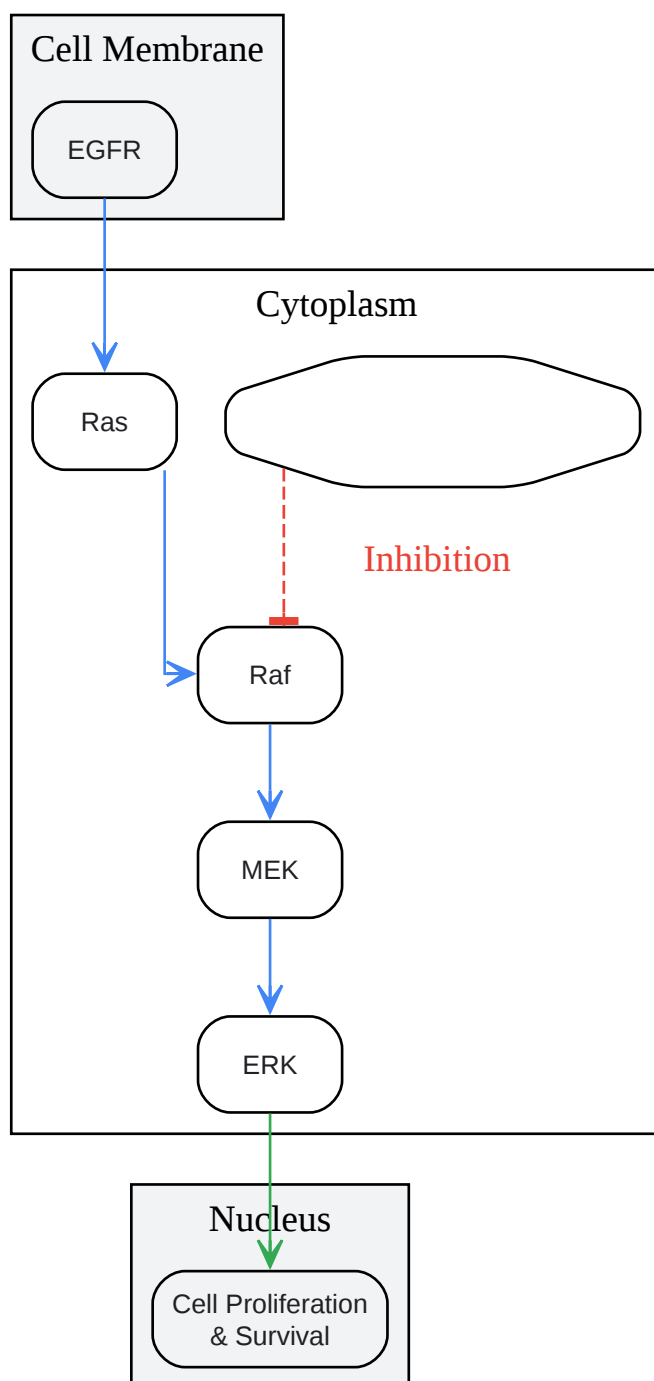 Cell Membrane
EGFR
Cytoplasm
Ras
Inhibition
Raf
MEK
ERK
Nucleus
Cell Proliferation
& Survival